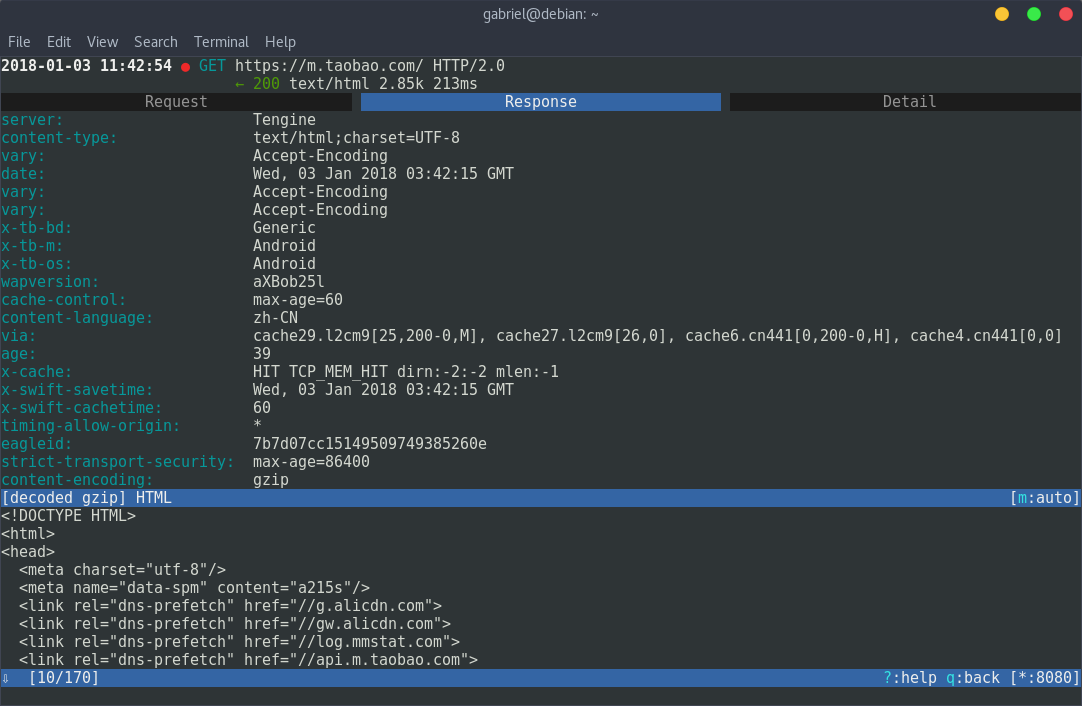 gabriel@debian: ~
File Edit View Search Terminal Help
2018-01-03 11:42:54 ● GET https://m.taobao.com/ HTTP/2.0
← 200 text/html 2.85k 213ms
Request Response Detail
server: Tengine
content-type: text/html;charset=UTF-8
vary: Accept-Encoding
date: Wed, 03 Jan 2018 03:42:15 GMT
vary: Accept-Encoding
vary: Accept-Encoding
x-tb-bd: Generic
x-tb-m: Android
x-tb-os: Android
wapversion: aXBob25l
cache-control: max-age=60
content-language: zh-CN
via: cache29.l2cm9[25,200-0,M], cache27.l2cm9[26,0], cache6.cn441[0,200-0,H], cache4.cn441[0,0]
age: 39
x-cache: HIT TCP_MEM_HIT dirn:-2:-2 mlen:-1
x-swift-savetime: Wed, 03 Jan 2018 03:42:15 GMT
x-swift-cachetime: 60
timing-allow-origin: *
eagleid: 7b7d07cc15149509749385260e
strict-transport-security: max-age=86400
content-encoding: gzip
[decoded gzip] HTML [m:auto]
<!DOCTYPE HTML>
<html>
<head>
  <meta charset="utf-8"/>
  <meta name="data-spm" content="a215s"/>
  <link rel="dns-prefetch" href="//g.alicdn.com">
  <link rel="dns-prefetch" href="//gw.alicdn.com">
  <link rel="dns-prefetch" href="//log.mmstat.com">
  <link rel="dns-prefetch" href="//api.m.taobao.com">
⇩ [10/170] ?:help q:back [*:8080]